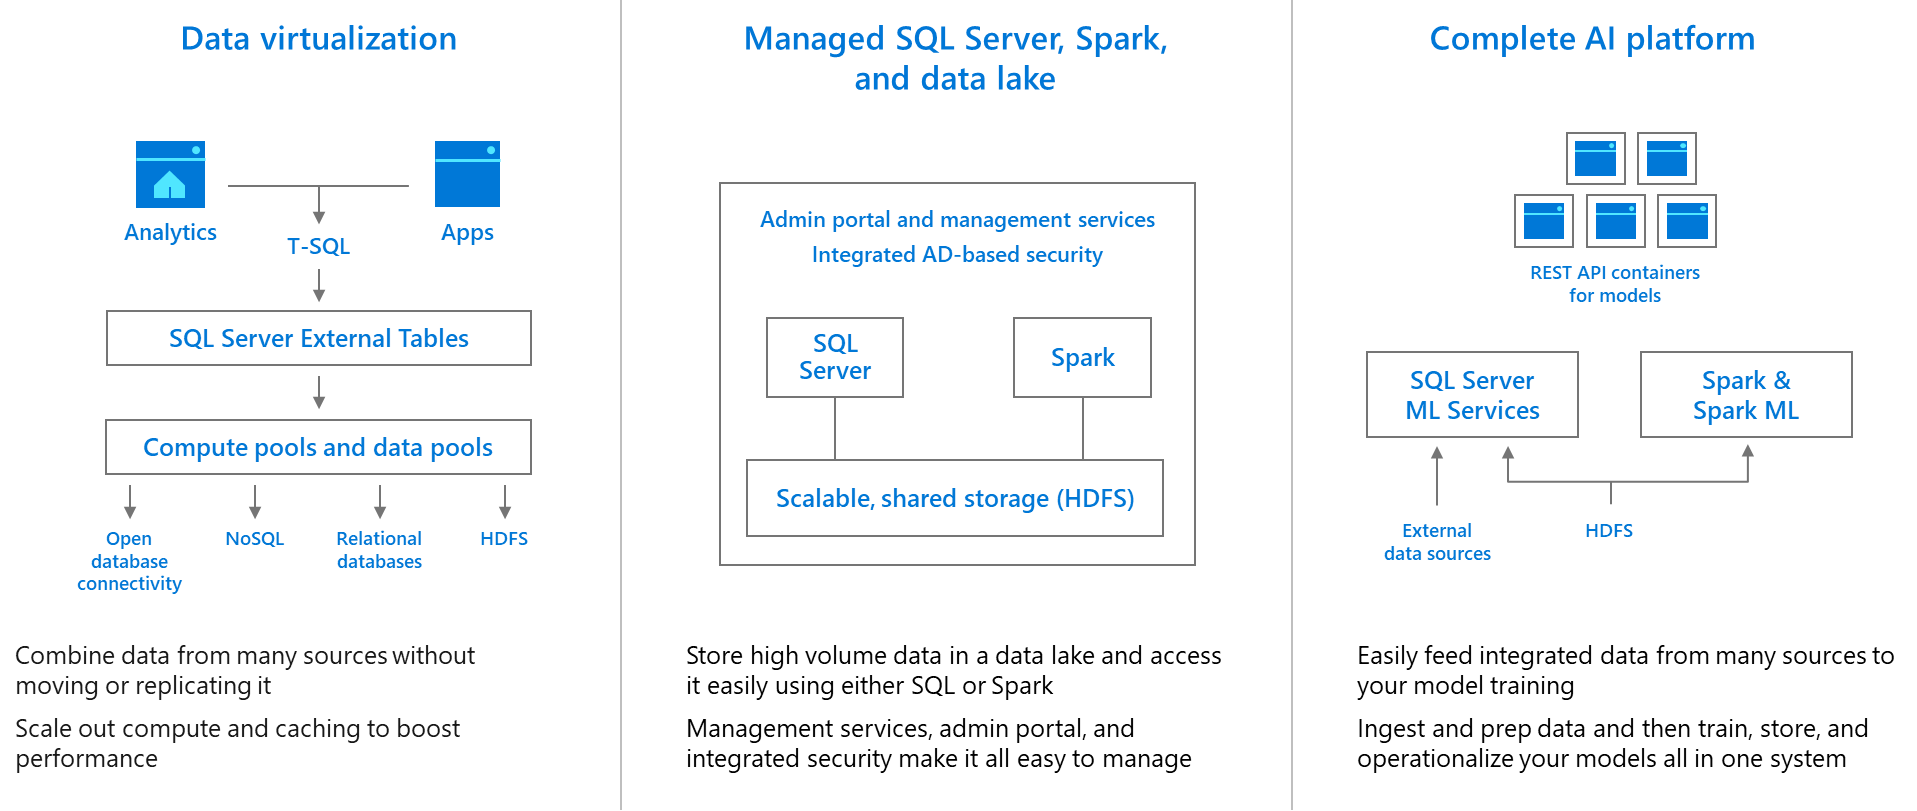 Data virtualization
Analytics
Apps
T-SQL
SQL Server External Tables
Compute pools and data pools
Open
database
connectivity
NoSQL
Relational
databases
HDFS
Combine data from many sources without
moving or replicating it
Scale out compute and caching to boost
performance
Managed SQL Server, Spark,
and data lake
Admin portal and management services
Integrated AD-based security
SQL
Server
Spark
Scalable, shared storage (HDFS)
Store high volume data in a data lake and access
it easily using either SQL or Spark
Management services, admin portal, and
integrated security make it all easy to manage
Complete AI platform
REST API containers
for models
SQL Server
ML Services
Spark &
Spark ML
External
data sources
HDFS
Easily feed integrated data from many sources to
your model training
Ingest and prep data and then train, store, and
operationalize your models all in one system